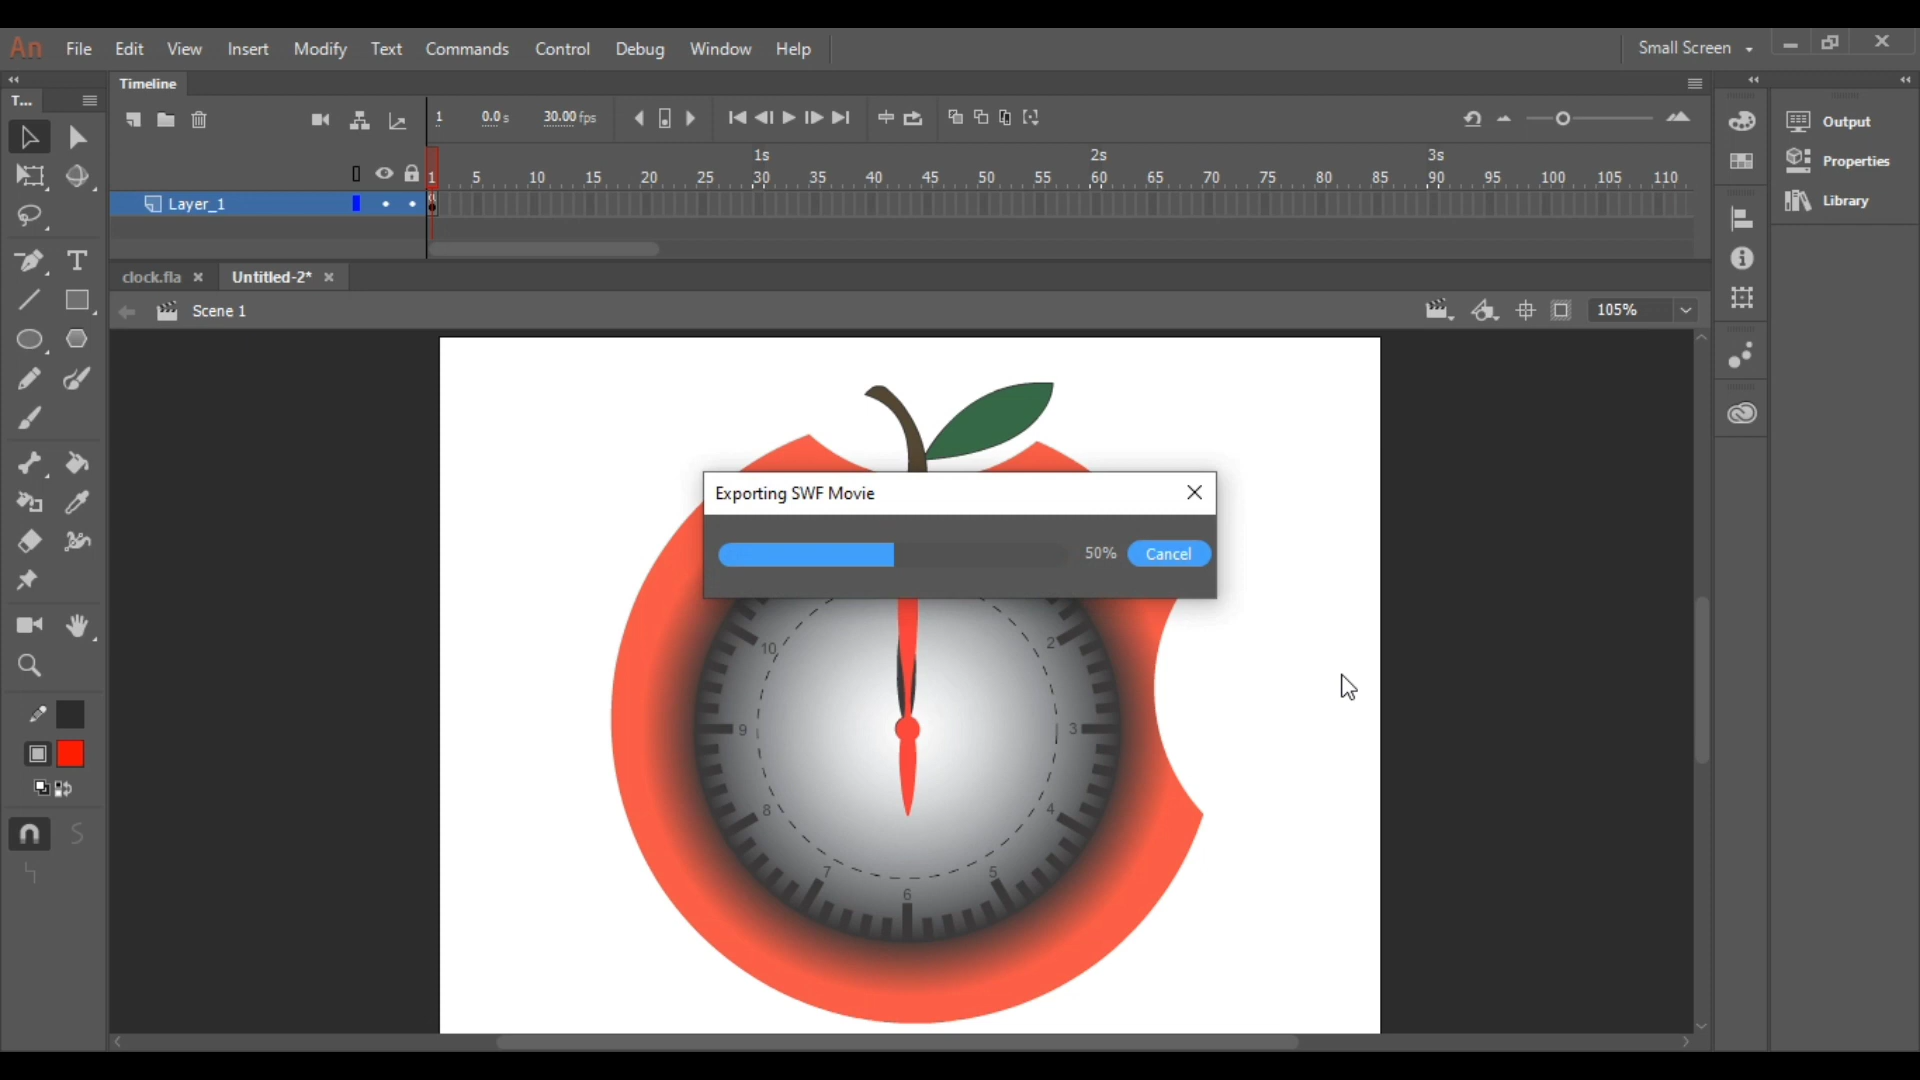 An File Edit View Insert Modify Text Commands Control Debug Window Help Small Screen
T... Timeline
1 0.0 s 30.00 fps
Output
1s 2s 3s
Properties
1 5 10 15 20 25 30 35 40 45 50 55 60 65 70 75 80 85 90 95 100 105 110
Layer_1
Library
clock.fla Untitled-2*
Scene 1 105%
Exporting SWF Movie
50% Cancel
10 2
9 3
8 4
7 5
6